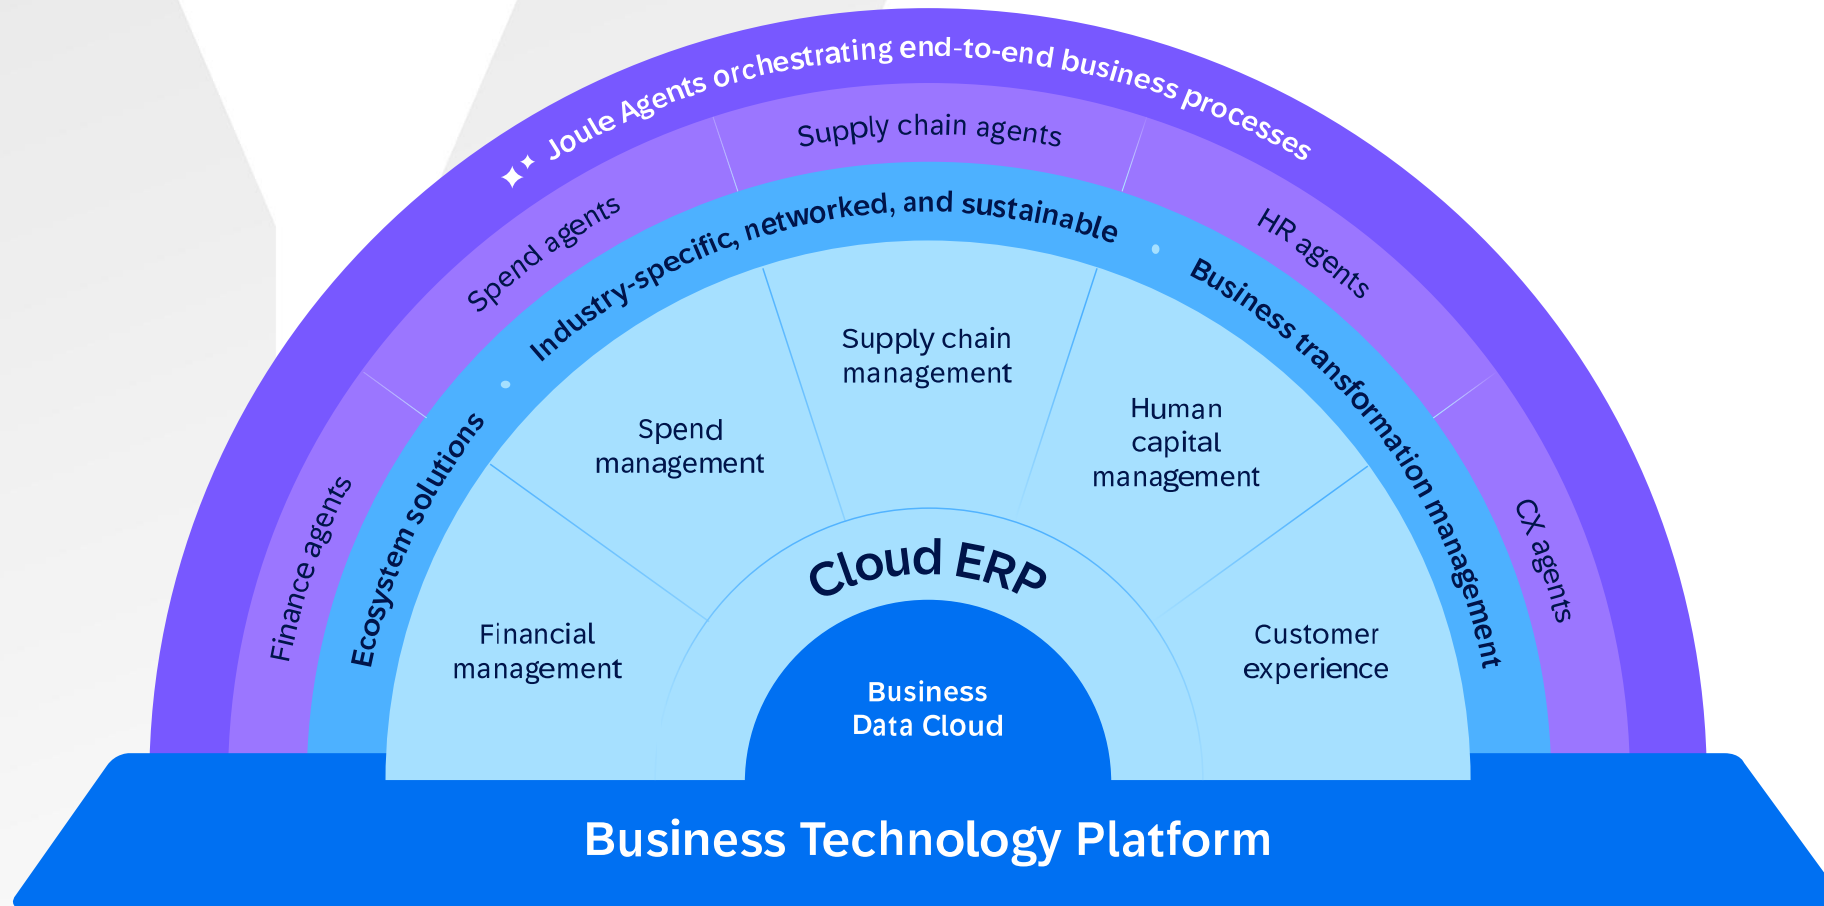 Joule Agents orchestrating end-to-end business processes
Finance agents
Spend agents
Supply chain agents
HR agents
CX agents
Ecosystem solutions • Industry-specific, networked, and sustainable • Business transformation management
Financial
management
Spend
management
Supply chain
management
Human
capital
management
Customer
experience
Cloud ERP
Business
Data Cloud
Business Technology Platform